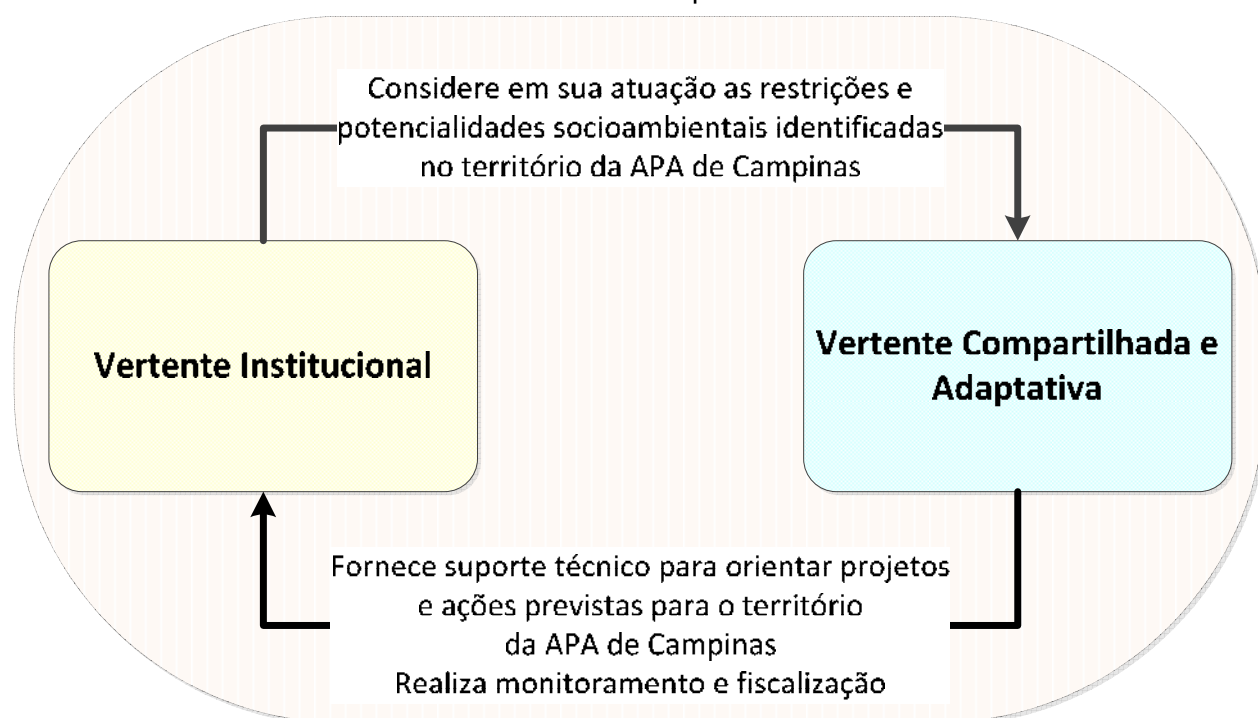 Considere em sua atuação as restrições e
potencialidades socioambientais identificadas
no território da APA de Campinas
Vertente Institucional
Vertente Compartilhada e
Adaptativa
Fornece suporte técnico para orientar projetos
e ações previstas para o território
da APA de Campinas
Realiza monitoramento e fiscalização